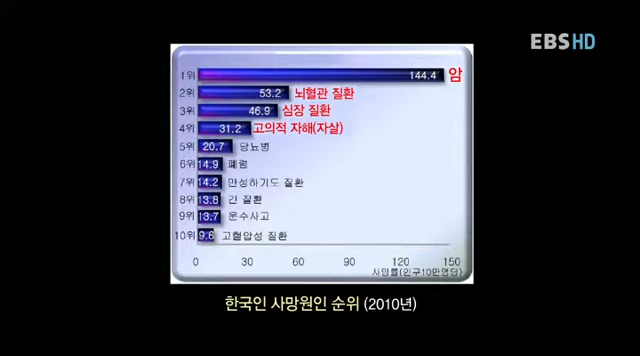 EBS HD
1위 144.4 암
2위 53.2 뇌혈관 질환
3위 46.9 심장 질환
4위 31.2 고의적 자해(자살)
5위 20.7 당뇨병
6위 14.9 폐렴
7위 14.2 만성하기도 질환
8위 13.8 간 질환
9위 13.7 운수사고
10위 9.6 고혈압성 질환
0 30 60 90 120 150
사망률(인구10만명당)
한국인 사망원인 순위 (2010년)